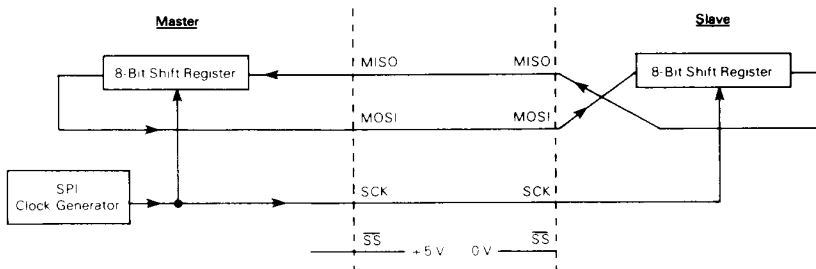 Master
Slave
8-Bit Shift Register
MISO
MISO
8-Bit Shift Register
MOSI
MOSI
SPI
Clock Generator
SCK
SCK
SS
+5 V
0 V
SS